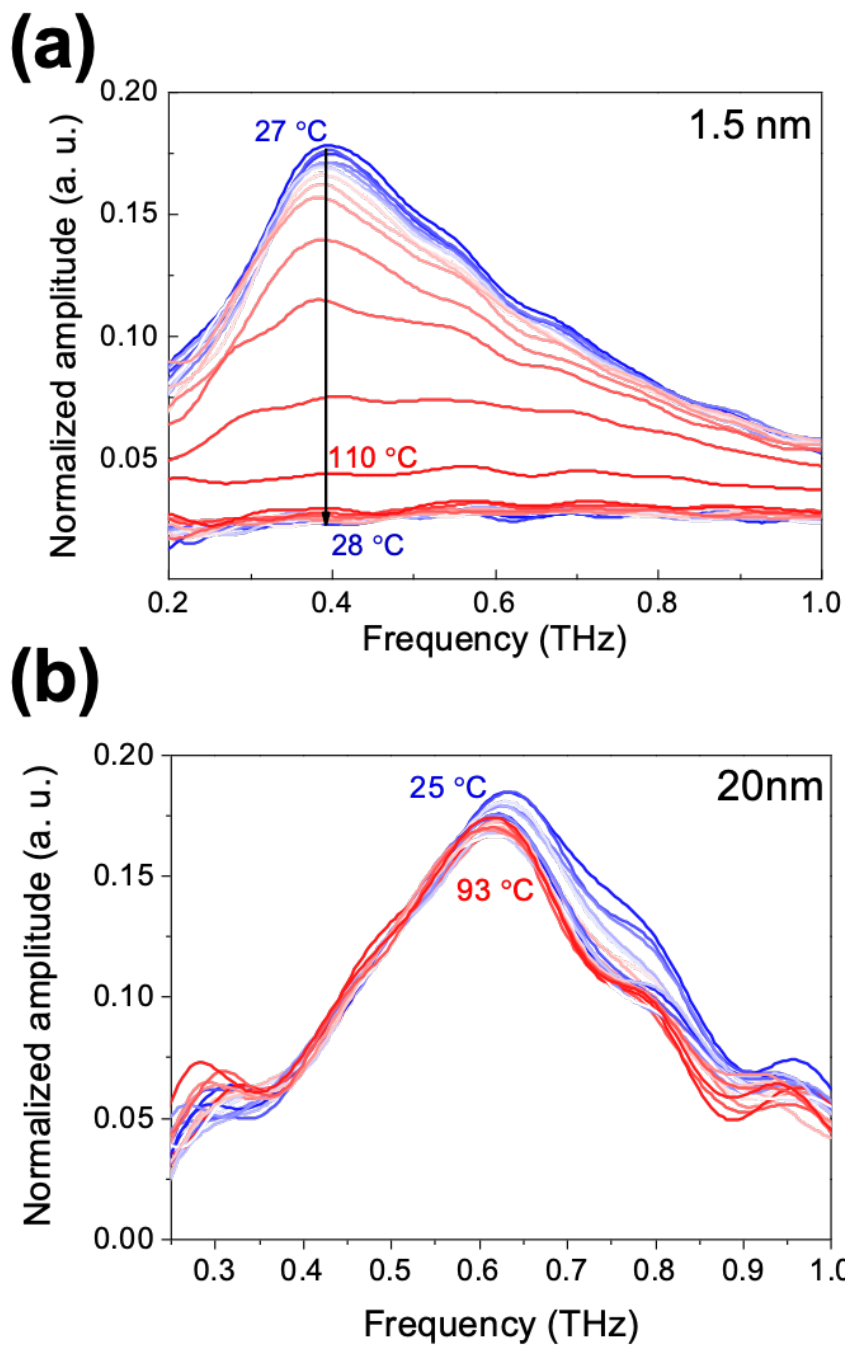 (a)
0.20
27 °C
1.5 nm
0.15
0.10
0.05
110 °C
28 °C
0.2 0.4 0.6 0.8 1.0
Normalized amplitude (a. u.)
Frequency (THz)
(b)
0.20
25 °C
20nm
0.15
93 °C
0.10
0.05
0.00
0.3 0.4 0.5 0.6 0.7 0.8 0.9 1.0
Normalized amplitude (a. u.)
Frequency (THz)